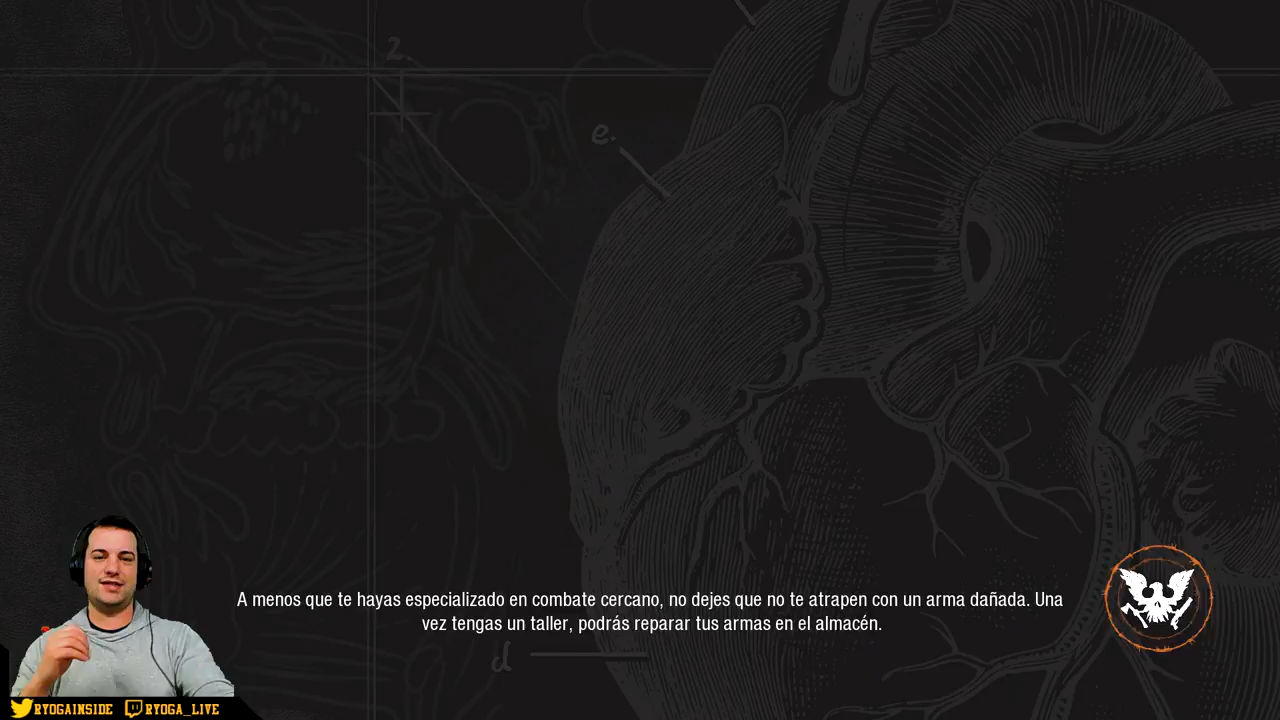 2
e.
A menos que te hayas especializado en combate cercano, no dejes que no te atrapen con un arma dañada. Una
vez tengas un taller, podrás reparar tus armas en el almacén.
d
RYOGAINSIDE RYOGA_LIVE